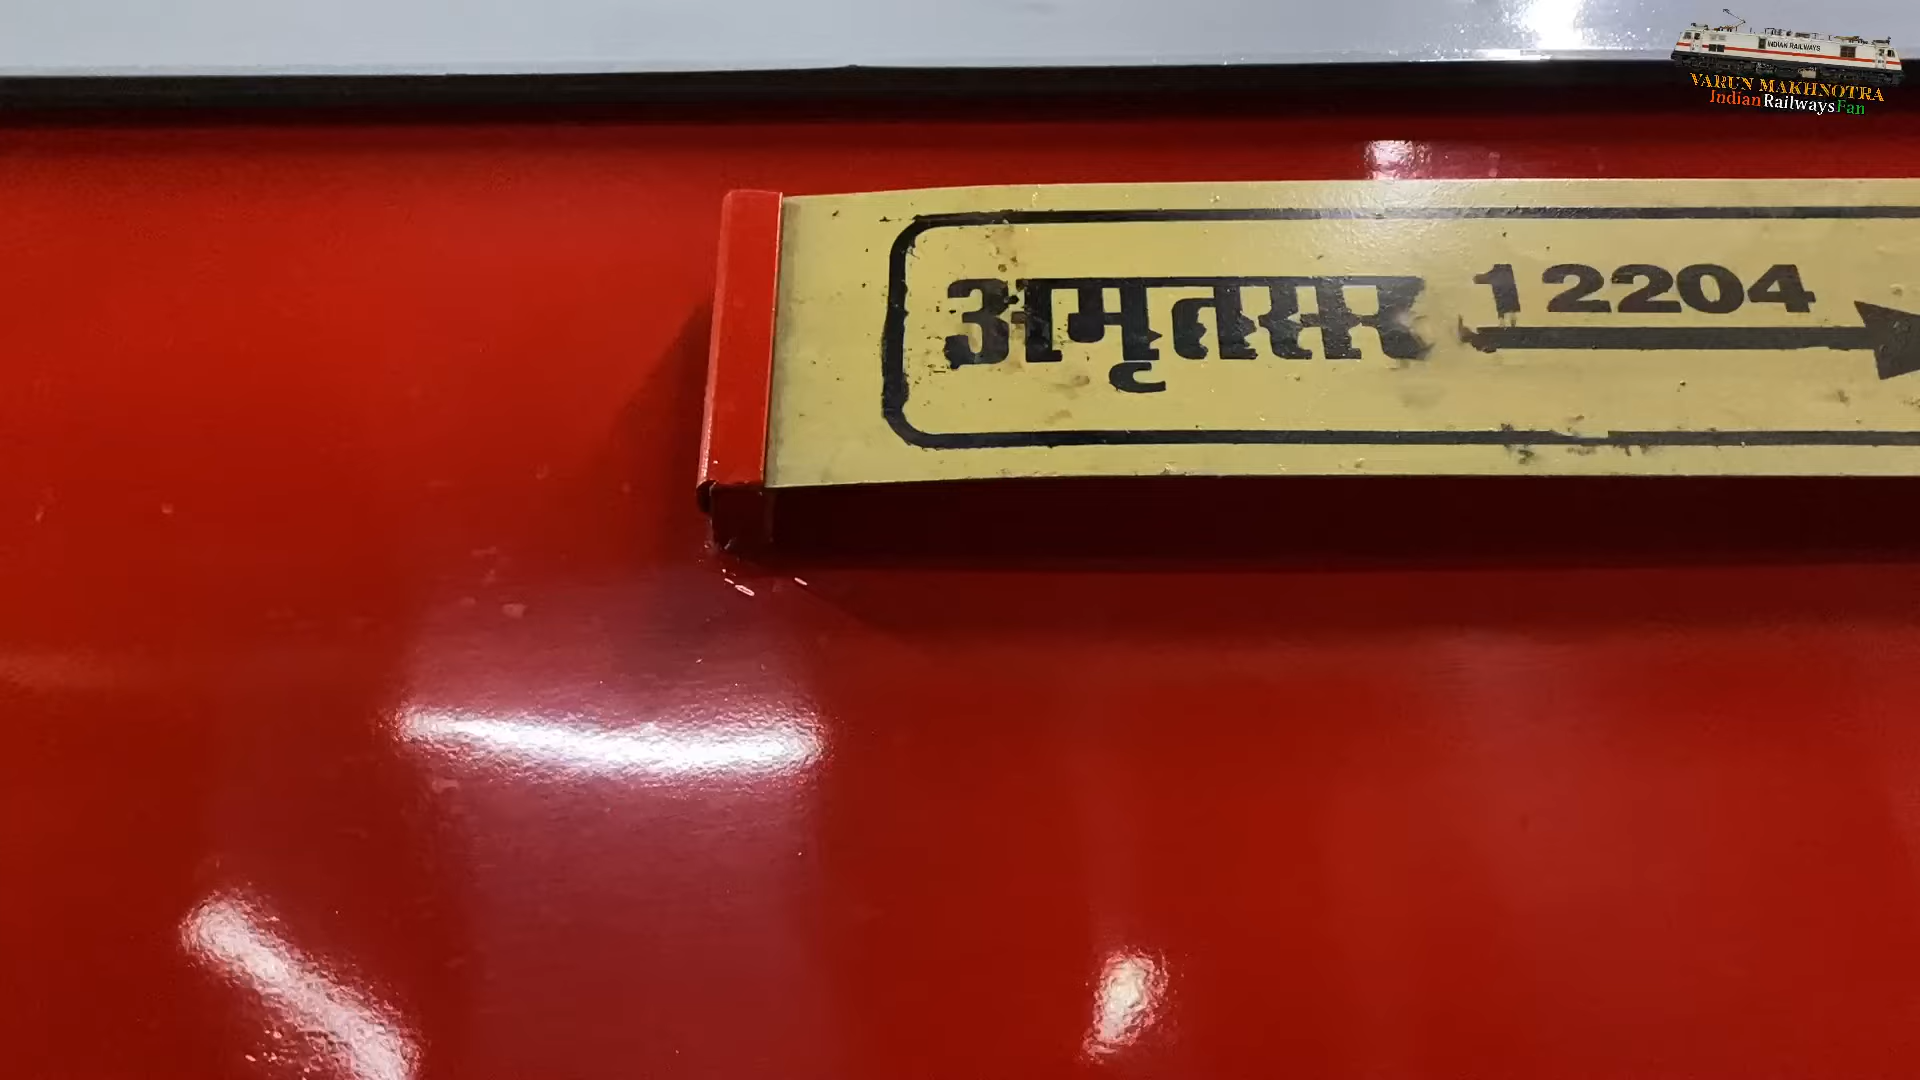 INDIAN RAILWAYS
VARUN MAKHNOTRA
IndianRailwaysFan
अमृतसर 12204